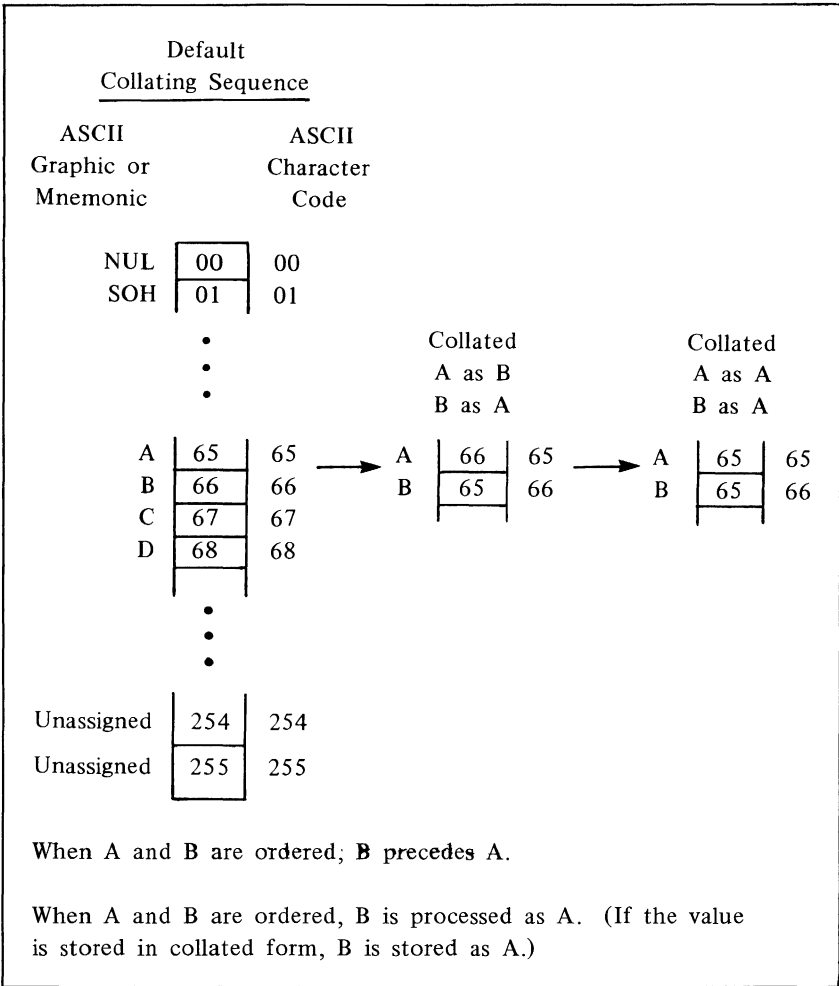 Default
Collating Sequence
ASCII ASCII
Graphic or Character
Mnemonic Code
NUL 00 00
SOH 01 01
Collated Collated
A as B A as A
B as A B as A
A 65 65 A 66 65 A 65 65
B 66 66 B 65 66 B 65 66
C 67 67
D 68 68
Unassigned 254 254
Unassigned 255 255
When A and B are ordered, B precedes A.
When A and B are ordered, B is processed as A. (If the value
is stored in collated form, B is stored as A.)